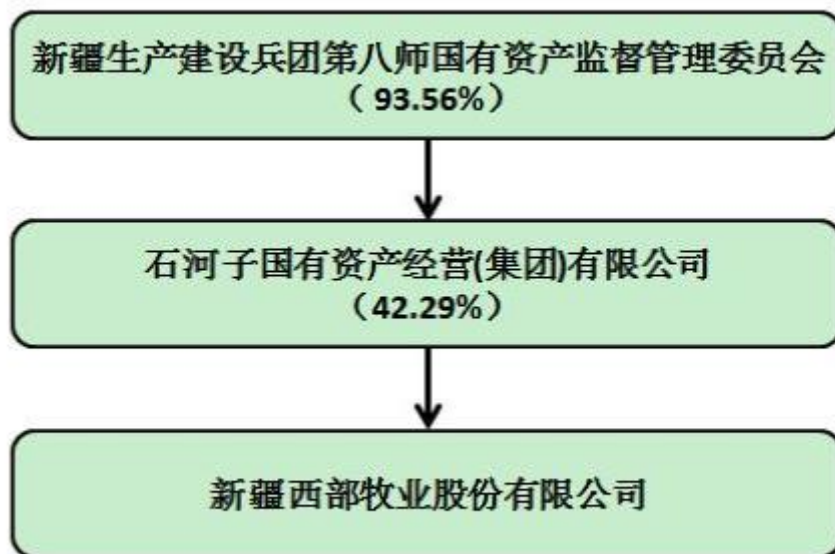 新疆生产建设兵团第八师国有资产监督管理委员会
（93.56%）
石河子国有资产经营(集团)有限公司
（42.29%）
新疆西部牧业股份有限公司